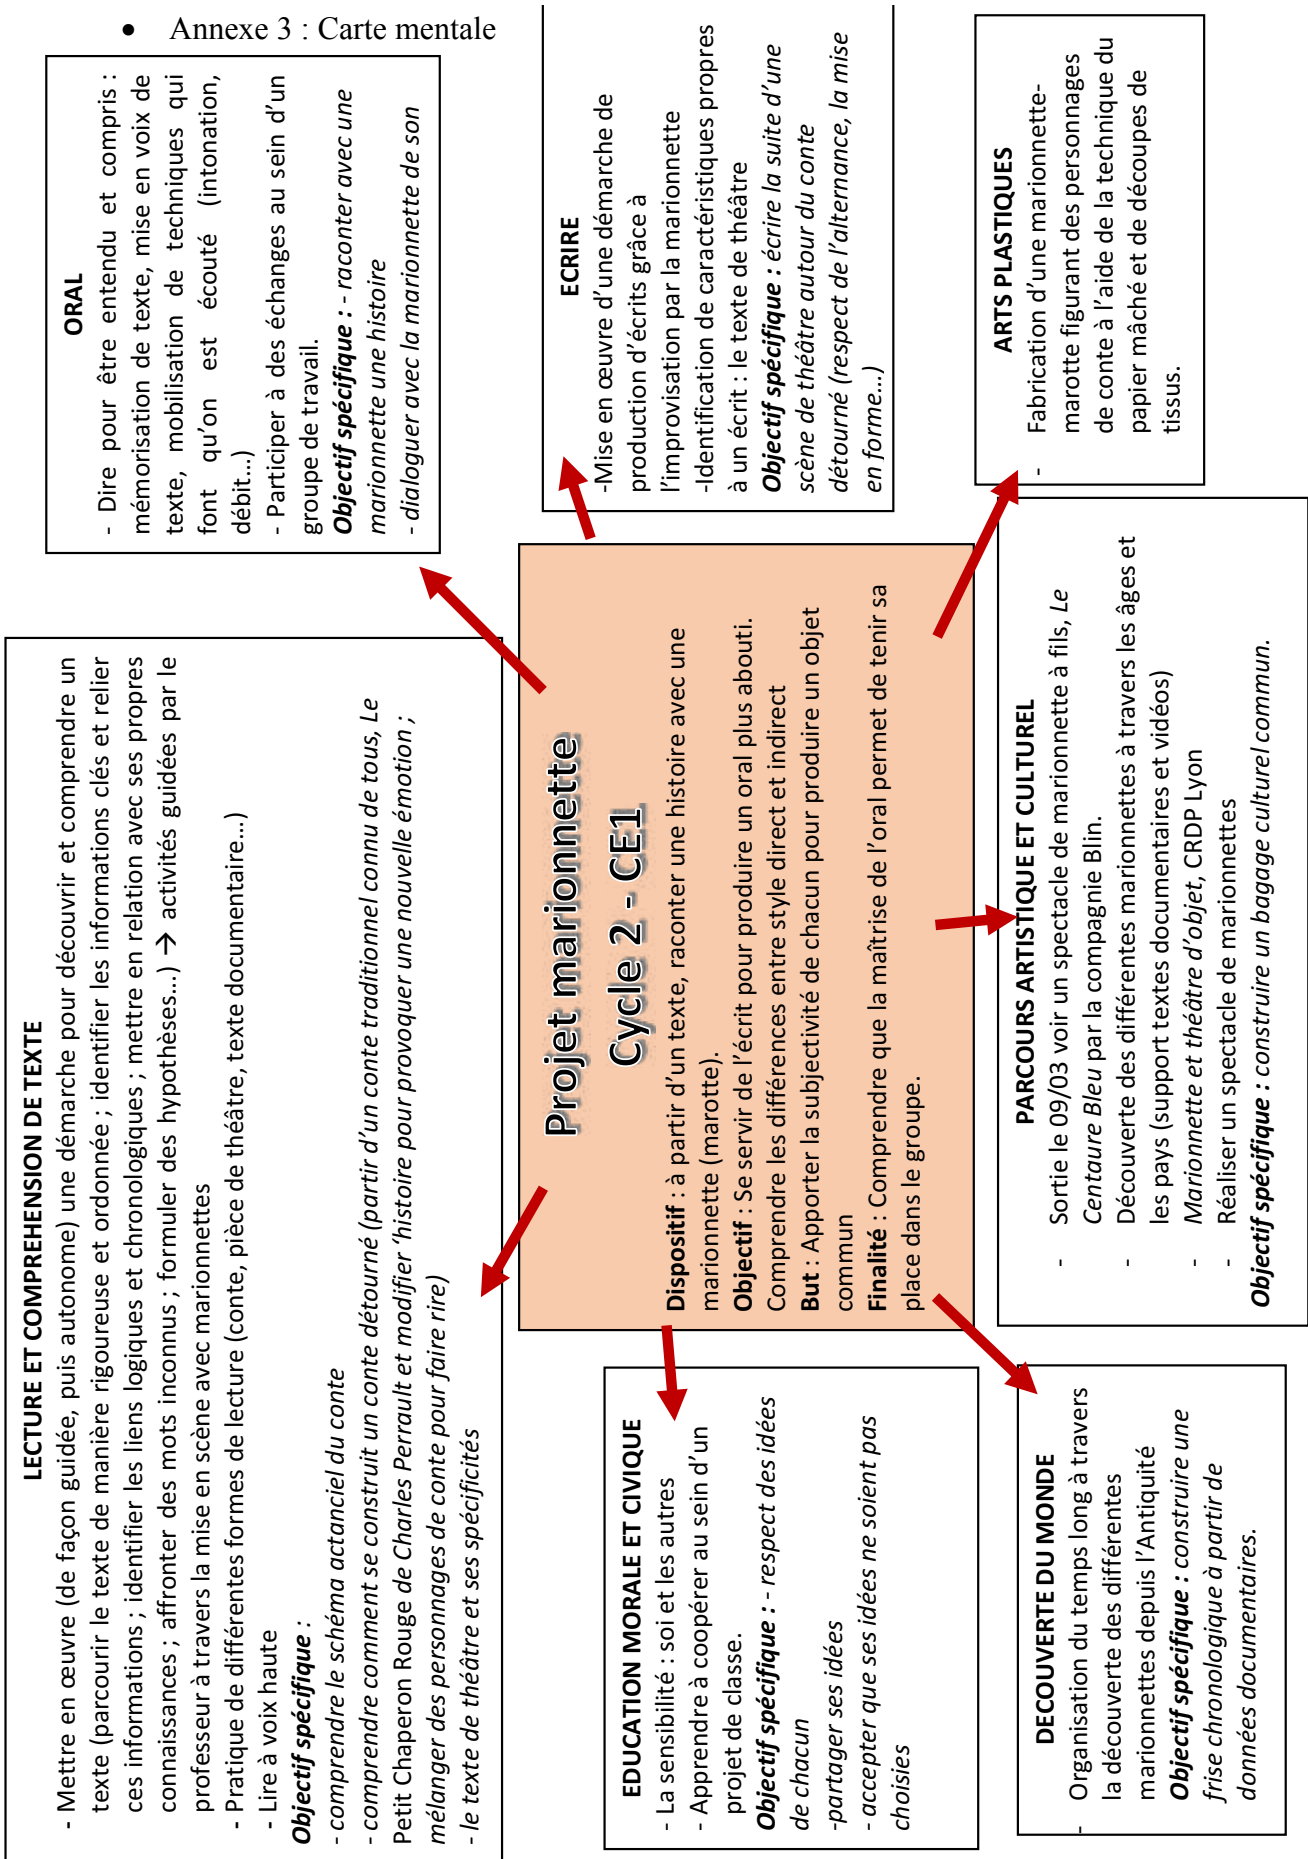 • Annexe 3 : Carte mentale
LECTURE ET COMPREHENSION DE TEXTE
- Mettre en œuvre (de façon guidée, puis autonome) une démarche pour découvrir et comprendre un
texte (parcourir le texte de manière rigoureuse et ordonnée ; identifier les informations clés et relier
ces informations ; identifier les liens logiques et chronologiques ; mettre en relation avec ses propres
connaissances ; affronter des mots inconnus ; formuler des hypothèses...) → activités guidées par le
professeur à travers la mise en scène avec marionnettes
- Pratique de différentes formes de lecture (conte, pièce de théâtre, texte documentaire...)
- Lire à voix haute
Objectif spécifique :
- comprendre le schéma actanciel du conte
- comprendre comment se construit un conte détourné (partir d'un conte traditionnel connu de tous, Le
Petit Chaperon Rouge de Charles Perrault et modifier 'histoire pour provoquer une nouvelle émotion ;
mélanger des personnages de conte pour faire rire)
- le texte de théâtre et ses spécificités
ORAL
- Dire pour être entendu et compris :
mémorisation de texte, mise en voix de
texte, mobilisation de techniques qui
font qu'on est écouté (intonation,
débit...)
- Participer à des échanges au sein d'un
groupe de travail.
Objectif spécifique : - raconter avec une
marionnette une histoire
- dialoguer avec la marionnette de son
Projet marionnette
Cycle 2 - CE1
Dispositif : à partir d'un texte, raconter une histoire avec une
marionnette (marotte).
Objectif : Se servir de l'écrit pour produire un oral plus abouti.
Comprendre les différences entre style direct et indirect
But : Apporter la subjectivité de chacun pour produire un objet
commun
Finalité : Comprendre que la maîtrise de l'oral permet de tenir sa
place dans le groupe.
ECRIRE
-Mise en œuvre d'une démarche de
production d'écrits grâce à
l'improvisation par la marionnette
-Identification de caractéristiques propres
à un écrit : le texte de théâtre
Objectif spécifique : écrire la suite d'une
scène de théâtre autour du conte
détourné (respect de l'alternance, la mise
en forme...)
EDUCATION MORALE ET CIVIQUE
- La sensibilité : soi et les autres
- Apprendre à coopérer au sein d'un
projet de classe.
Objectif spécifique : - respect des idées
de chacun
-partager ses idées
- accepter que ses idées ne soient pas
choisies
DECOUVERTE DU MONDE
- Organisation du temps long à travers
la découverte des différentes
marionnettes depuis l'Antiquité
Objectif spécifique : construire une
frise chronologique à partir de
données documentaires.
PARCOURS ARTISTIQUE ET CULTUREL
- Sortie le 09/03 voir un spectacle de marionnette à fils, Le
Centaure Bleu par la compagnie Blin.
- Découverte des différentes marionnettes à travers les âges et
les pays (support textes documentaires et vidéos)
- Marionnette et théâtre d'objet, CRDP Lyon
- Réaliser un spectacle de marionnettes
Objectif spécifique : construire un bagage culturel commun.
ARTS PLASTIQUES
- Fabrication d'une marionnette-
marotte figurant des personnages
de conte à l'aide de la technique du
papier mâché et de découpes de
tissus.